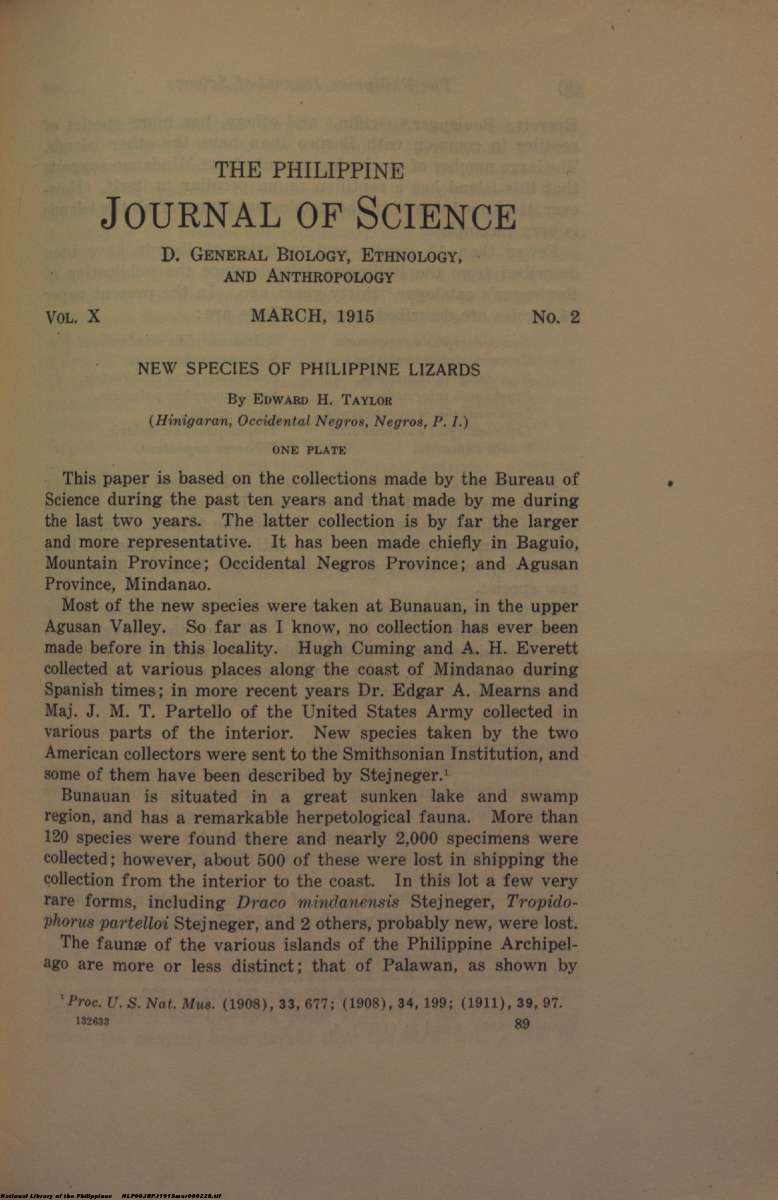 THE PHILIPPINE
JOURNAL OF SCIENCE
D. GENERAL BIOLOGY, ETHNOLOGY,
AND ANTHROPOLOGY
VOL. X MARCH, 1915 No. 2
NEW SPECIES OF PHILIPPINE LIZARDS
By EDWARD H. TAYLOR
(Hinigaran, Occidental Negros, Negros, P. I.)
ONE PLATE
This paper is based on the collections made by the Bureau of
Science during the past ten years and that made by me during
the last two years. The latter collection is by far the larger
and more representative. It has been made chiefly in Baguio,
Mountain Province; Occidental Negros Province; and Agusan
Province, Mindanao.
Most of the new species were taken at Bunauan, in the upper
Agusan Valley. So far as I know, no collection has ever been
made before in this locality. Hugh Cuming and A. H. Everett
collected at various places along the coast of Mindanao during
Spanish times; in more recent years Dr. Edgar A. Mearns and
Maj. J. M. T. Partello of the United States Army collected in
various parts of the interior. New species taken by the two
American collectors were sent to the Smithsonian Institution, and
some of them have been described by Stejneger.¹
Bunauan is situated in a great sunken lake and swamp
region, and has a remarkable herpetological fauna. More than
120 species were found there and nearly 2,000 specimens were
collected; however, about 500 of these were lost in shipping the
collection from the interior to the coast. In this lot a few very
rare forms, including Draco mindanensis Stejneger, Tropido-
phorus partelloi Stejneger, and 2 others, probably new, were lost.
The faunæ of the various islands of the Philippine Archipel-
ago are more or less distinct; that of Palawan, as shown by
¹ Proc. U. S. Nat. Mus. (1908), 33, 677; (1908), 34, 199; (1911), 39, 97.
132633 89
National Library of the Philippines